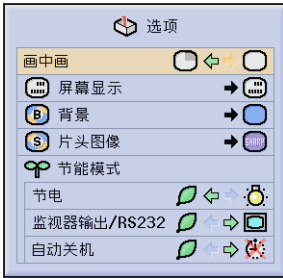 选项
画中画
屏幕显示
B 背景 SHARP
S 片头图像
节能模式
节电
监视器输出/RS232
自动关机